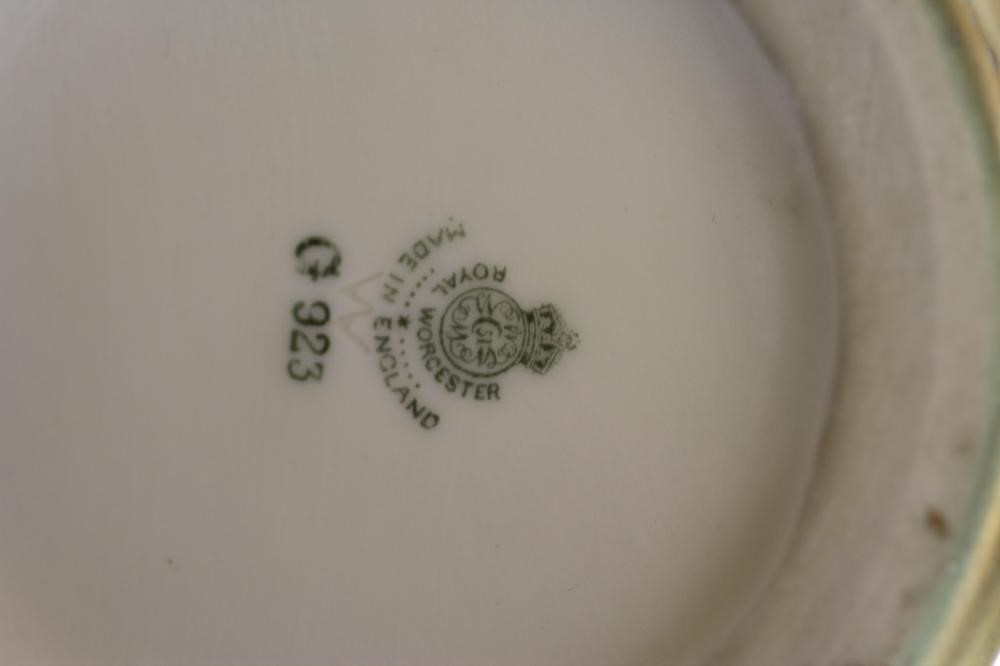 ROYAL WORCESTER
MADE IN ENGLAND
G 923